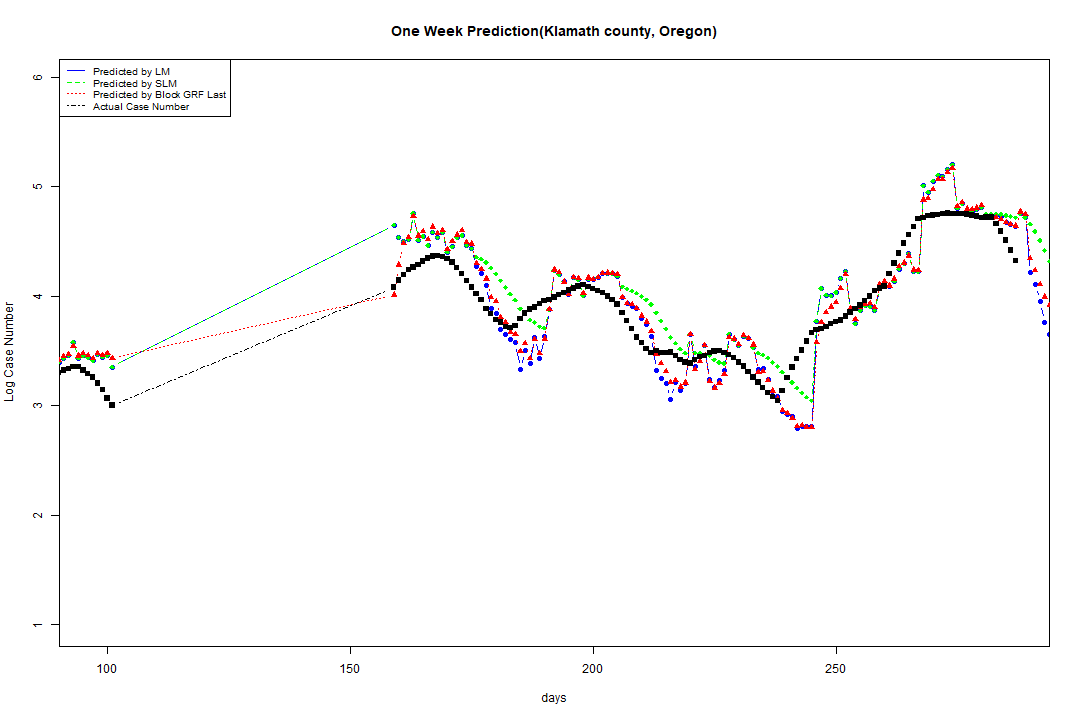 One Week Prediction(Klamath county, Oregon)
Predicted by LM
Predicted by SLM
Predicted by Block GRF Last
Actual Case Number
6
5
4
3
2
1
Log Case Number
100
150
200
250
days